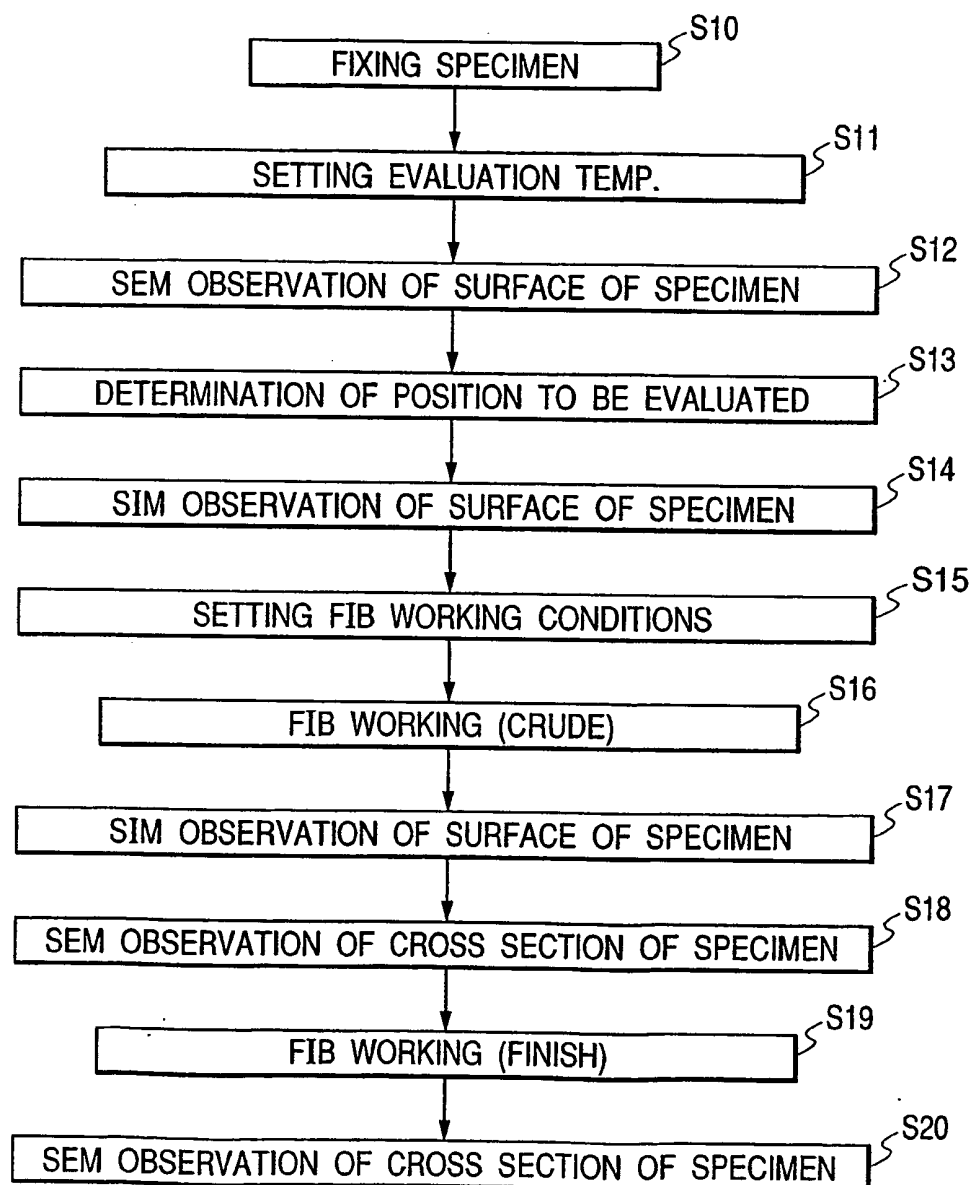 S10
FIXING SPECIMEN
S11
SETTING EVALUATION TEMP.
S12
SEM OBSERVATION OF SURFACE OF SPECIMEN
S13
DETERMINATION OF POSITION TO BE EVALUATED
S14
SIM OBSERVATION OF SURFACE OF SPECIMEN
S15
SETTING FIB WORKING CONDITIONS
S16
FIB WORKING (CRUDE)
S17
SIM OBSERVATION OF SURFACE OF SPECIMEN
S18
SEM OBSERVATION OF CROSS SECTION OF SPECIMEN
S19
FIB WORKING (FINISH)
S20
SEM OBSERVATION OF CROSS SECTION OF SPECIMEN